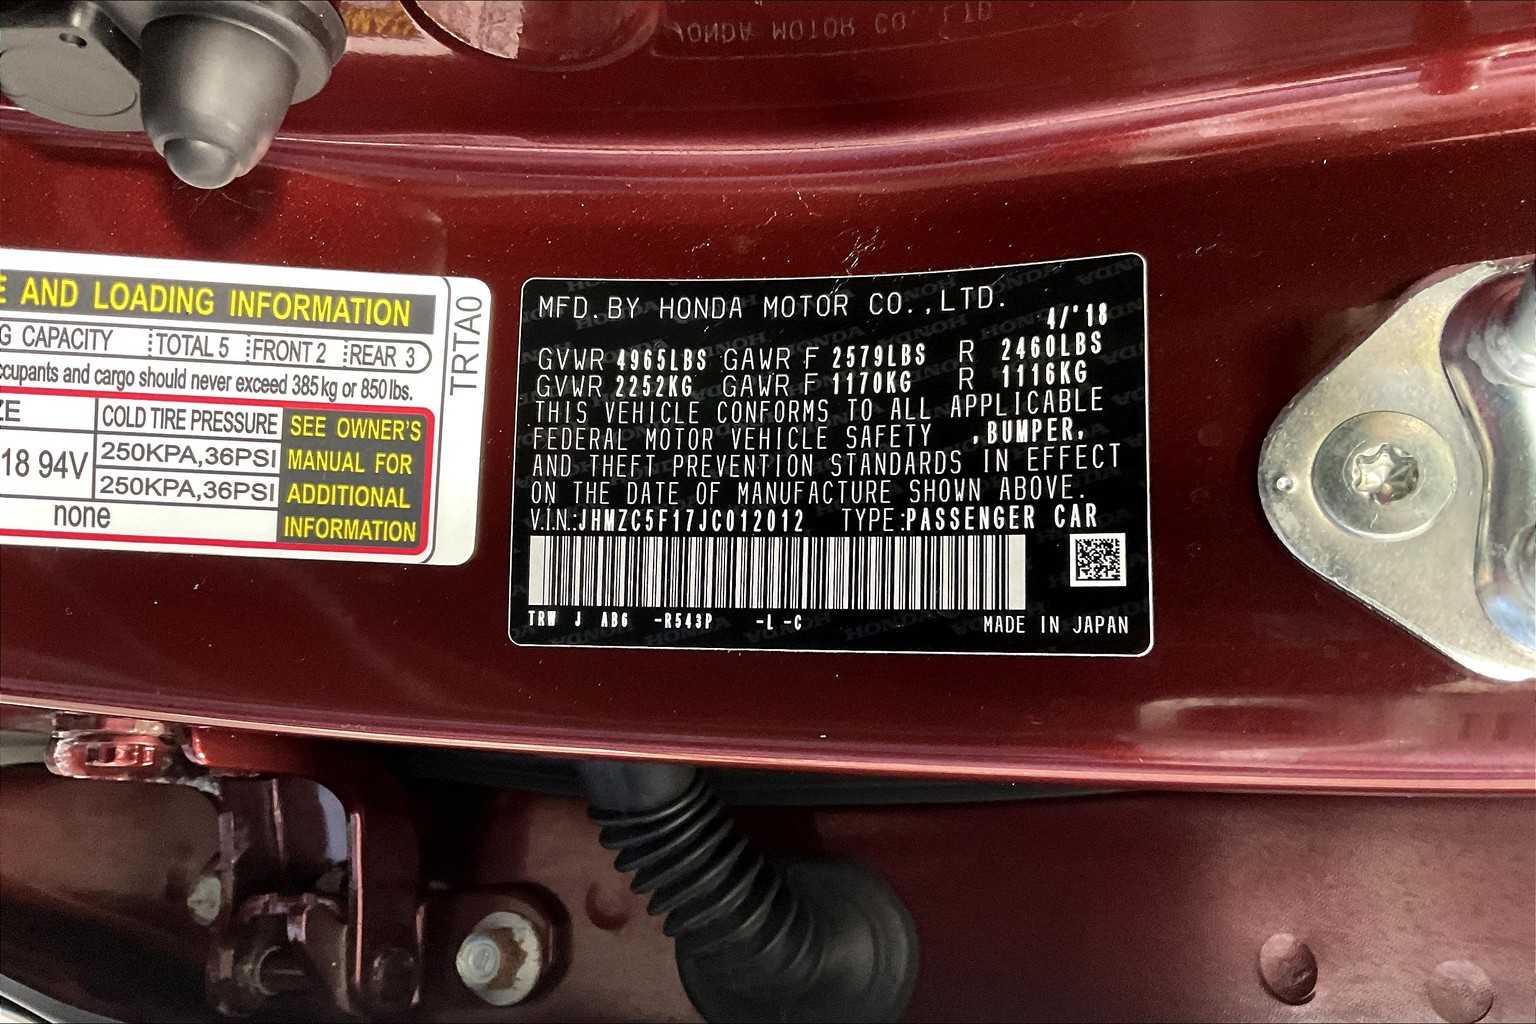 E AND LOADING INFORMATION
G CAPACITY TOTAL 5 FRONT 2 REAR 3
ccupants and cargo should never exceed 385 kg or 850 lbs.
ZE COLD TIRE PRESSURE
18 94V 250KPA,36PSI
250KPA,36PSI
none
SEE OWNER'S
MANUAL FOR
ADDITIONAL
INFORMATION
TRTA0
MFD. BY HONDA MOTOR CO.,LTD.
4/'18
GVWR 4965LBS GAWR F 2579LBS R 2460LBS
GVWR 2252KG GAWR F 1170KG R 1116KG
THIS VEHICLE CONFORMS TO ALL APPLICABLE
FEDERAL MOTOR VEHICLE SAFETY ,BUMPER,
AND THEFT PREVENTION STANDARDS IN EFFECT
ON THE DATE OF MANUFACTURE SHOWN ABOVE.
V.IN.:JHMZC5F17JC012012 TYPE:PASSENGER CAR
TRW J AB6 -R543P -L -C
MADE IN JAPAN